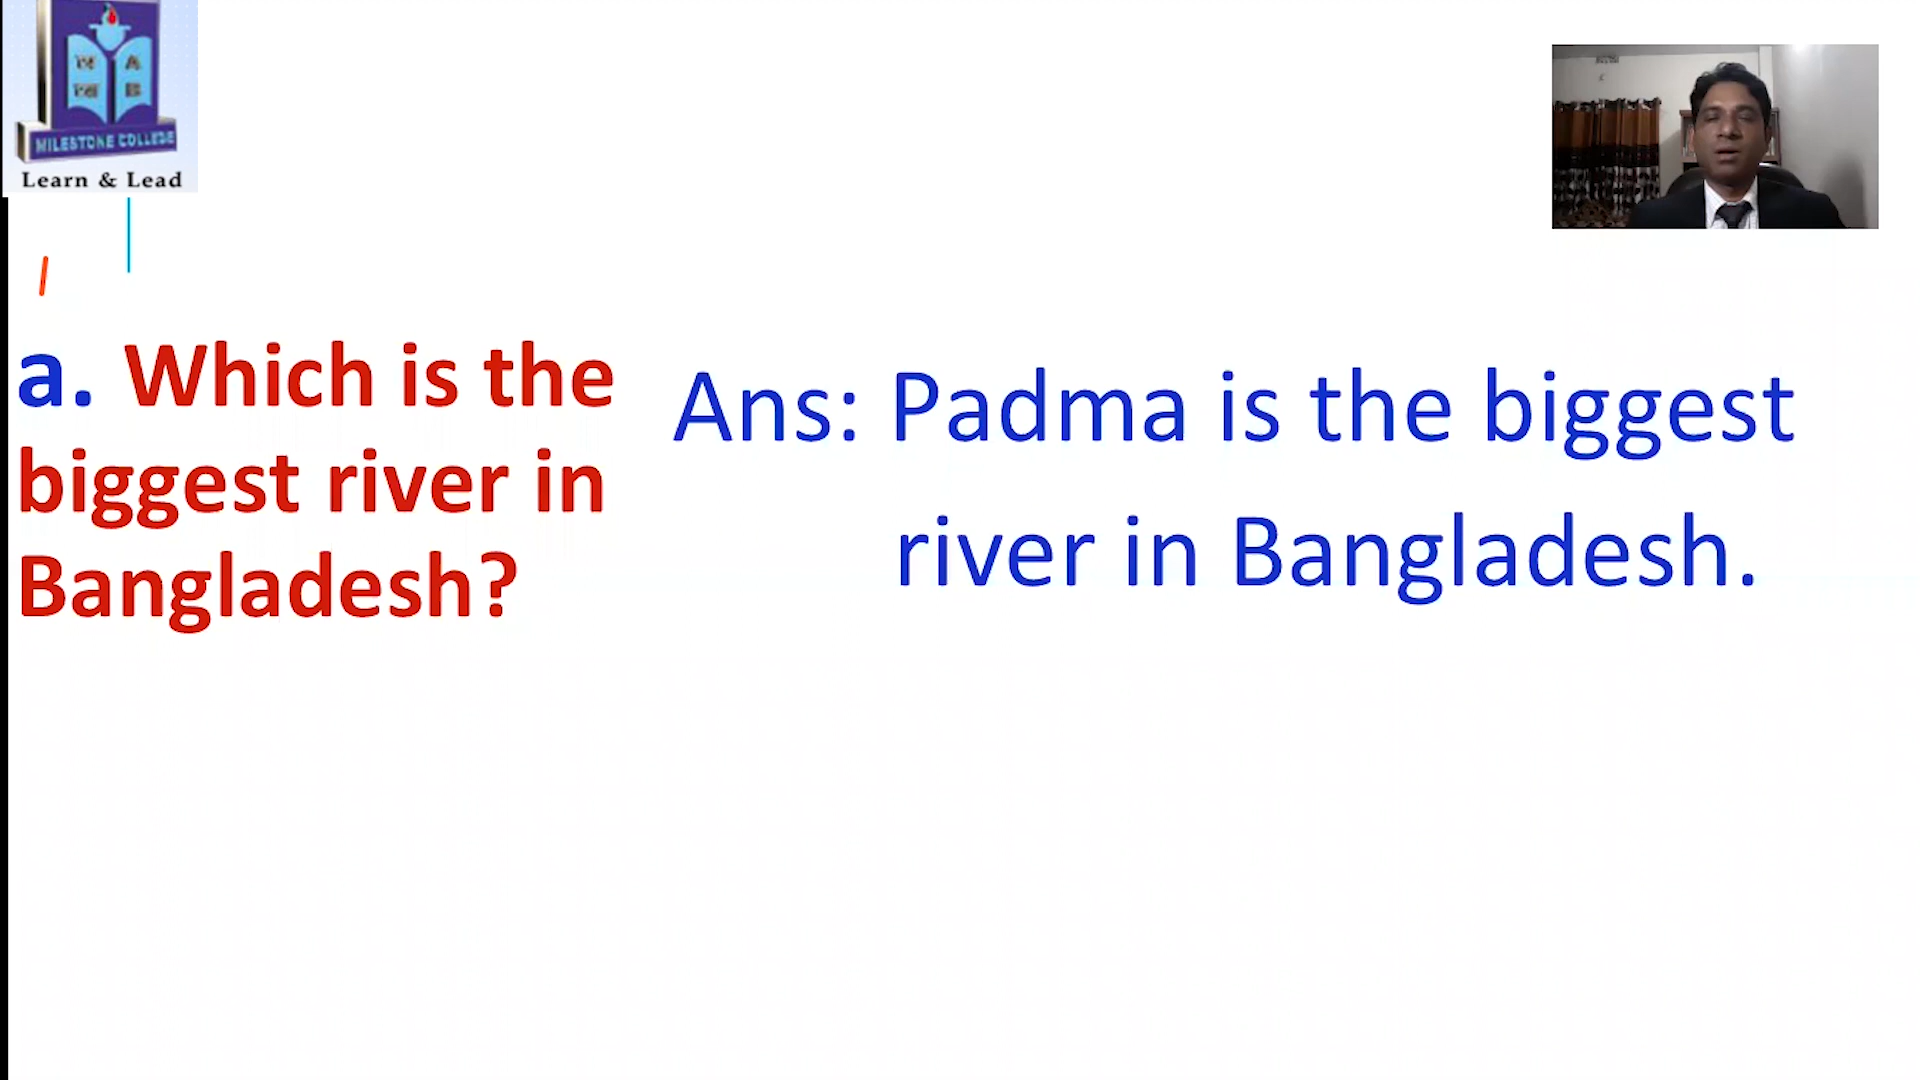 MILESTONE COLLEGE
Learn & Lead
a. Which is the
biggest river in
Bangladesh?
Ans: Padma is the biggest
river in Bangladesh.